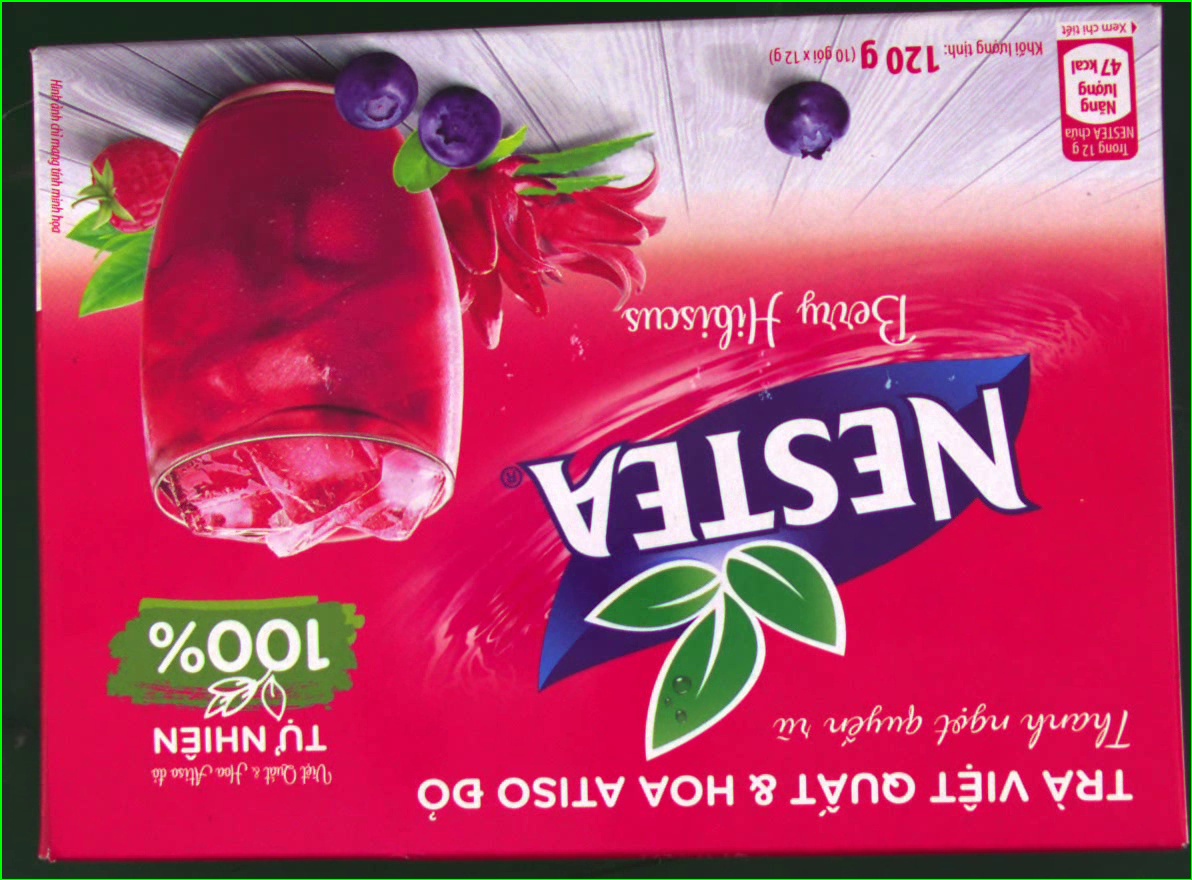 TRÀ VIỆT QUẤT & HOA ATISO ĐỎ
Thanh ngọt quyến rũ
Việt Quất & Hoa Atiso đỏ
TỰ NHIÊN
100%
NESTEA®
Berry Hibiscus
Trong 12 g
NESTEA chứa
Năng
lượng
47 kcal
Xem chi tiết
Khối lượng tịnh: 120 g (10 gói x 12 g)
Hình ảnh chỉ mang tính minh họa